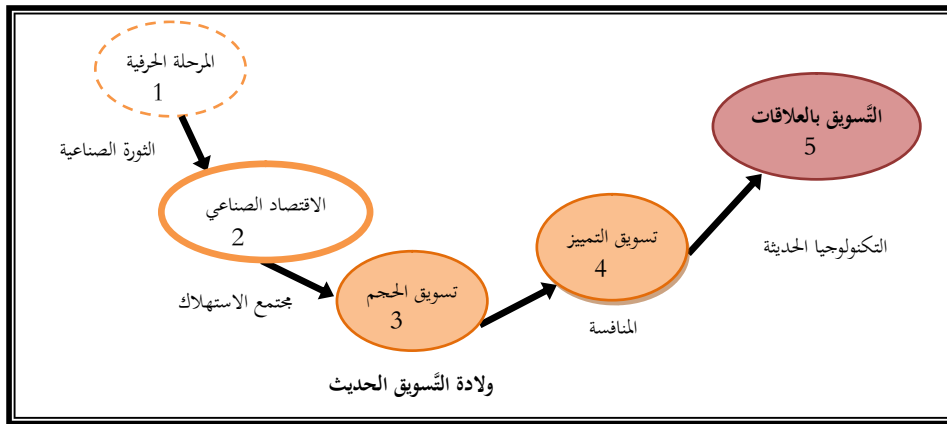 المرحلة الحرفية
1
الثورة الصناعية
الاقتصاد الصناعي
2
مجتمع الاستهلاك
تسويق الحجم
3
ولادة التَّسويق الحديث
تسويق التمييز
4
المنافسة
التَّسويق بالعلاقات
5
التكنولوجيا الحديثة